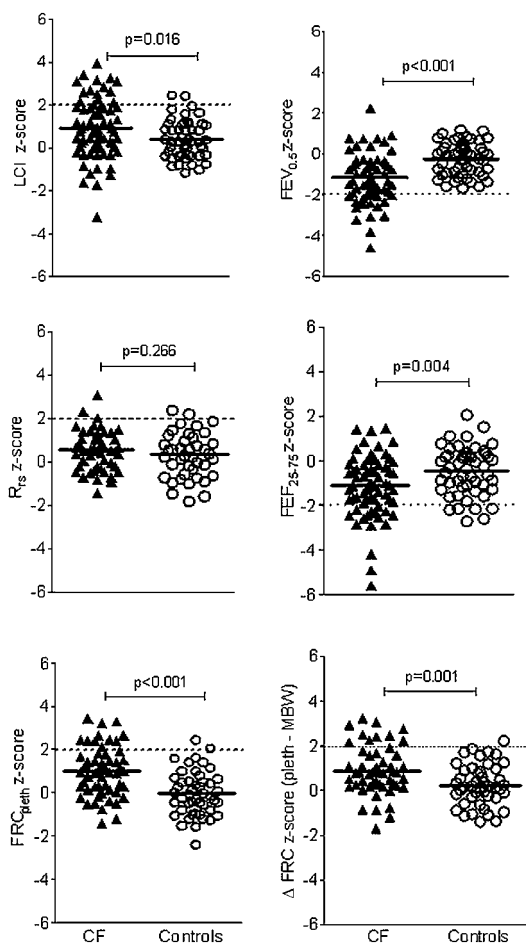 6
4
2
0
-2
-4
-6
LCI z-score
p=0.016
6
4
2
0
-2
-4
-6
FEV0.5 z-score
p<0.001
6
4
2
0
-2
-4
-6
Rrs z-score
p=0.266
6
4
2
0
-2
-4
-6
FEF25-75 z-score
p=0.004
6
4
2
0
-2
-4
-6
FRCpleth z-score
p<0.001
CF
Controls
6
4
2
0
-2
-4
-6
Δ FRC z-score (pleth - MBW)
p=0.001
CF
Controls